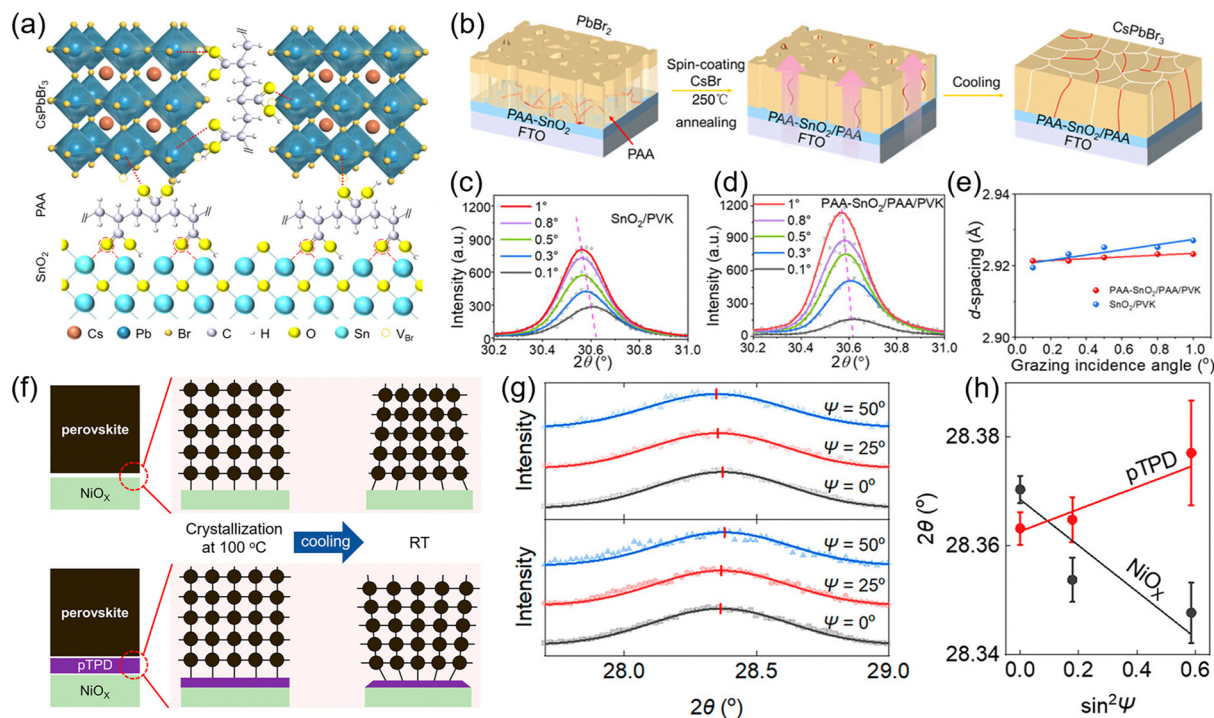 (a)
CsPbBr3
PAA
SnO2
Cs Pb Br C H O Sn VBr
(b)
PbBr2
Spin-coating
CsBr
250℃
annealing
Cooling
CsPbBr3
PAA-SnO2
FTO
PAA
PAA-SnO2/PAA
FTO
PAA-SnO2/PAA
FTO
(c)
SnO2/PVK
1°
0.8°
0.5°
0.3°
0.1°
Intensity (a.u.)
1200
900
600
300
0
30.2 30.4 30.6 30.8 31.0
2θ (°)
(d)
PAA-SnO2/PAA/PVK
1°
0.8°
0.5°
0.3°
0.1°
Intensity (a.u.)
1200
900
600
300
0
30.2 30.4 30.6 30.8 31.0
2θ (°)
(e)
d-spacing (Å)
2.94
2.92
2.90
PAA-SnO2/PAA/PVK
SnO2/PVK
0.0 0.2 0.4 0.6 0.8 1.0
Grazing incidence angle (°)
(f)
perovskite
NiOX
Crystallization
at 100 °C
cooling
RT
perovskite
pTPD
NiOX
(g)
Intensity
Ψ = 50°
Ψ = 25°
Ψ = 0°
Intensity
Ψ = 50°
Ψ = 25°
Ψ = 0°
28.0 28.5 29.0
2θ (°)
(h)
2θ (°)
28.38
28.36
28.34
pTPD
NiOX
0.0 0.2 0.4 0.6
sin²Ψ